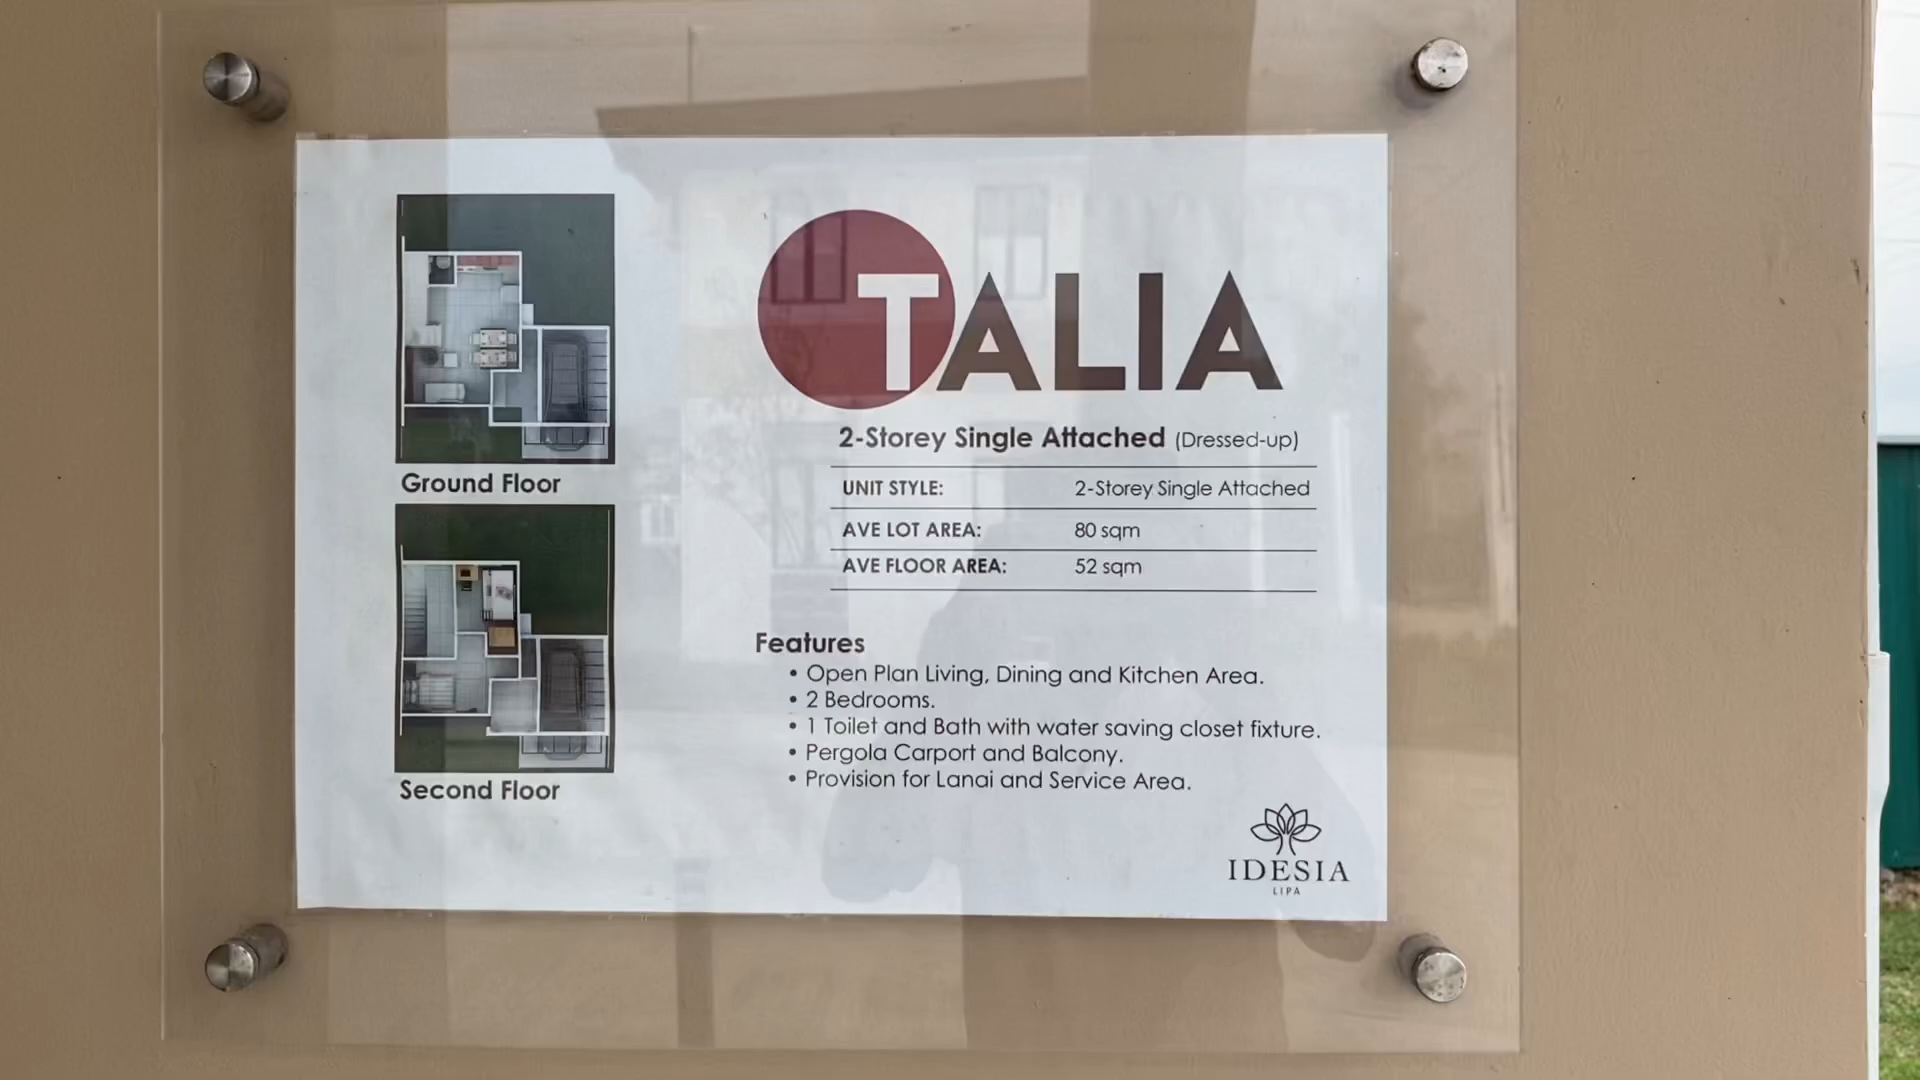 TALIA
2-Storey Single Attached (Dressed-up)
UNIT STYLE: 2-Storey Single Attached
AVE LOT AREA: 80 sqm
AVE FLOOR AREA: 52 sqm
Ground Floor
Second Floor
Features
• Open Plan Living, Dining and Kitchen Area.
• 2 Bedrooms.
• 1 Toilet and Bath with water saving closet fixture.
• Pergola Carport and Balcony.
• Provision for Lanai and Service Area.
IDESIA
LIPA